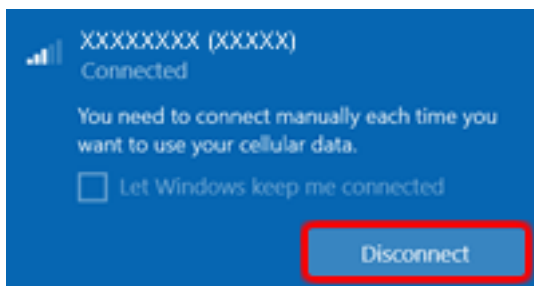 XXXXXXXX (XXXXX)
Connected
You need to connect manually each time you
want to use your cellular data.
Let Windows keep me connected
Disconnect